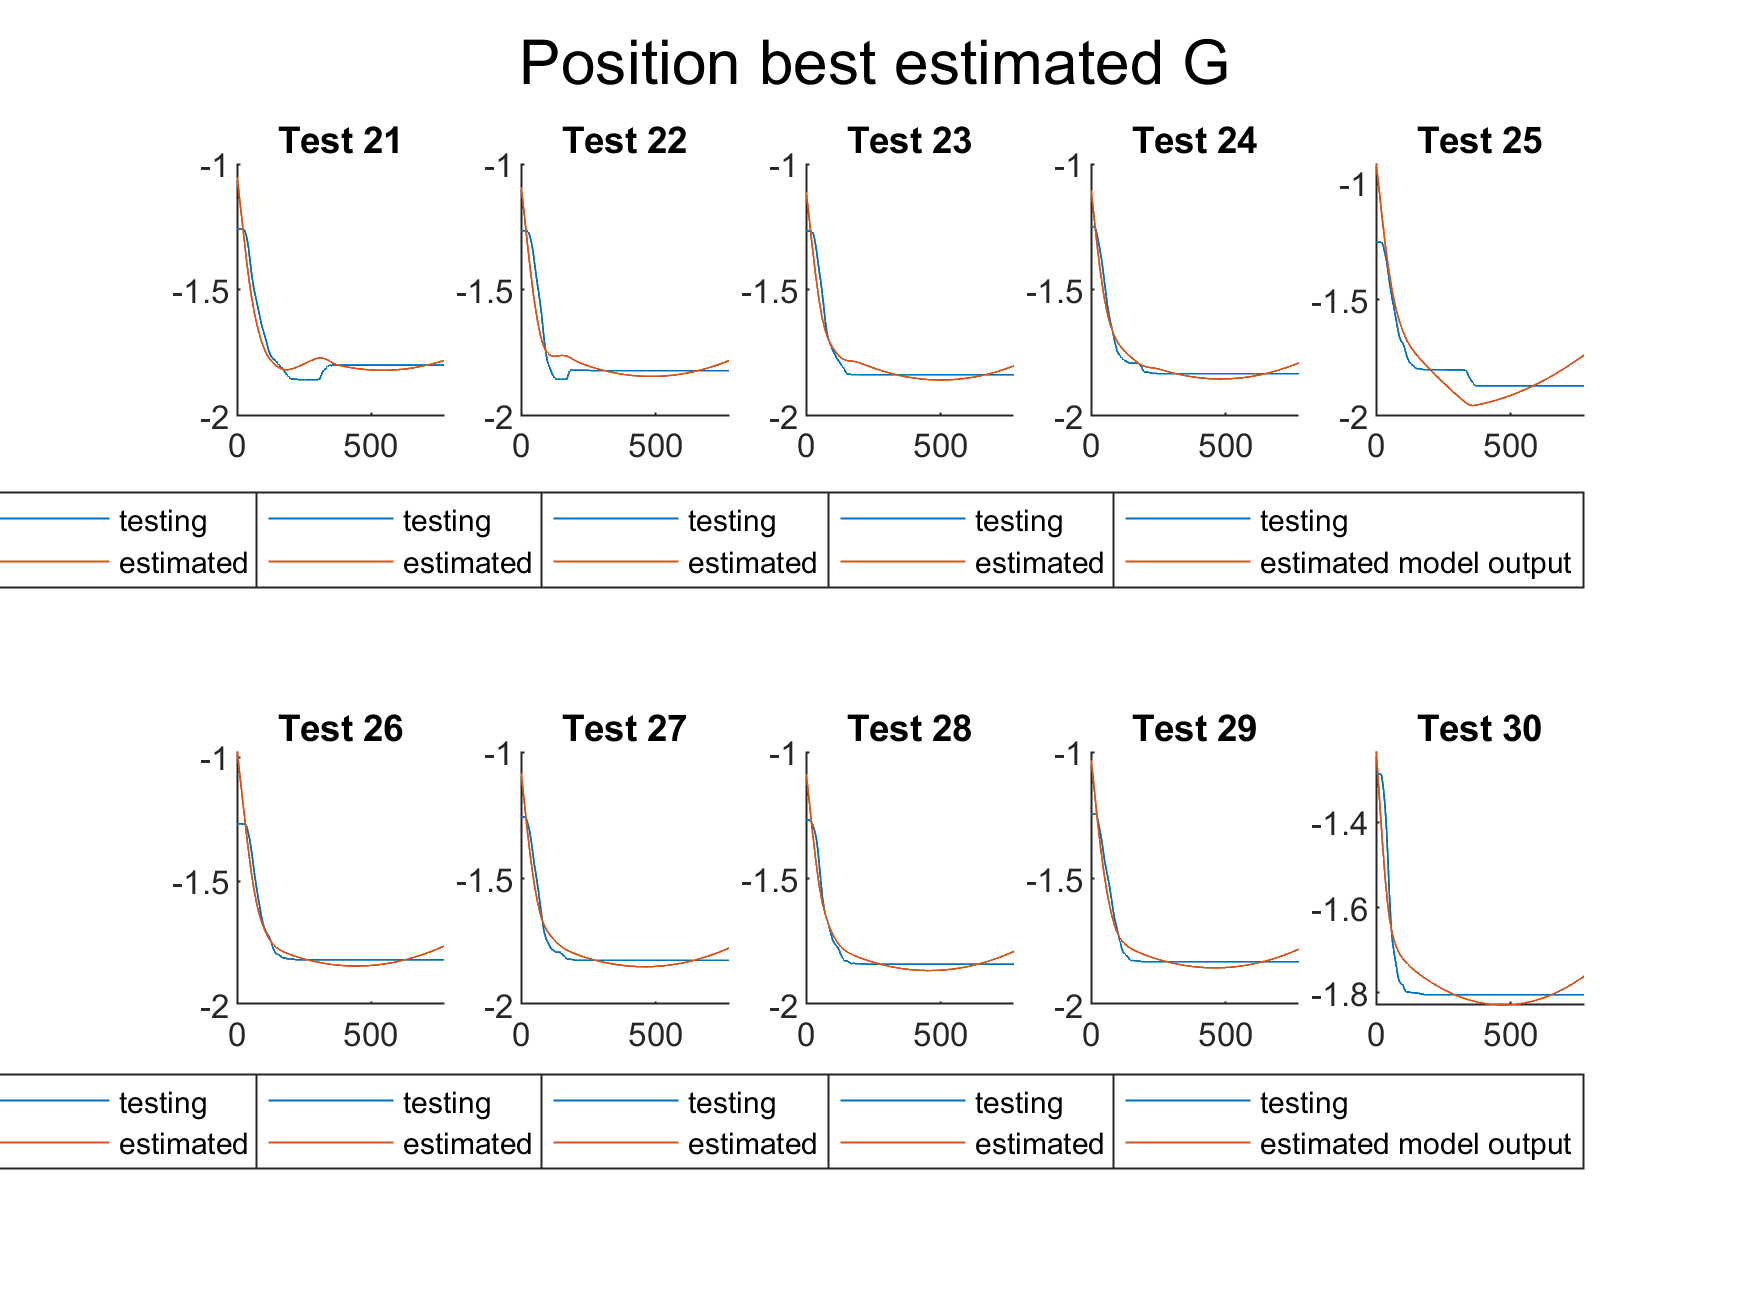 Position best estimated G
Test 21 Test 22 Test 23 Test 24 Test 25
-1 -1 -1 -1 -1
-1.5 -1.5 -1.5 -1.5 -1.5
-2 -2 -2 -2 -2
0 500 0 500 0 500 0 500 0 500
testing testing testing testing testing
estimated estimated estimated estimated estimated model output
Test 26 Test 27 Test 28 Test 29 Test 30
-1 -1 -1 -1
-1.4
-1.5 -1.5 -1.5 -1.5
-1.6
-1.8
-2 -2 -2 -2
0 500 0 500 0 500 0 500 0 500
testing testing testing testing testing
estimated estimated estimated estimated estimated model output